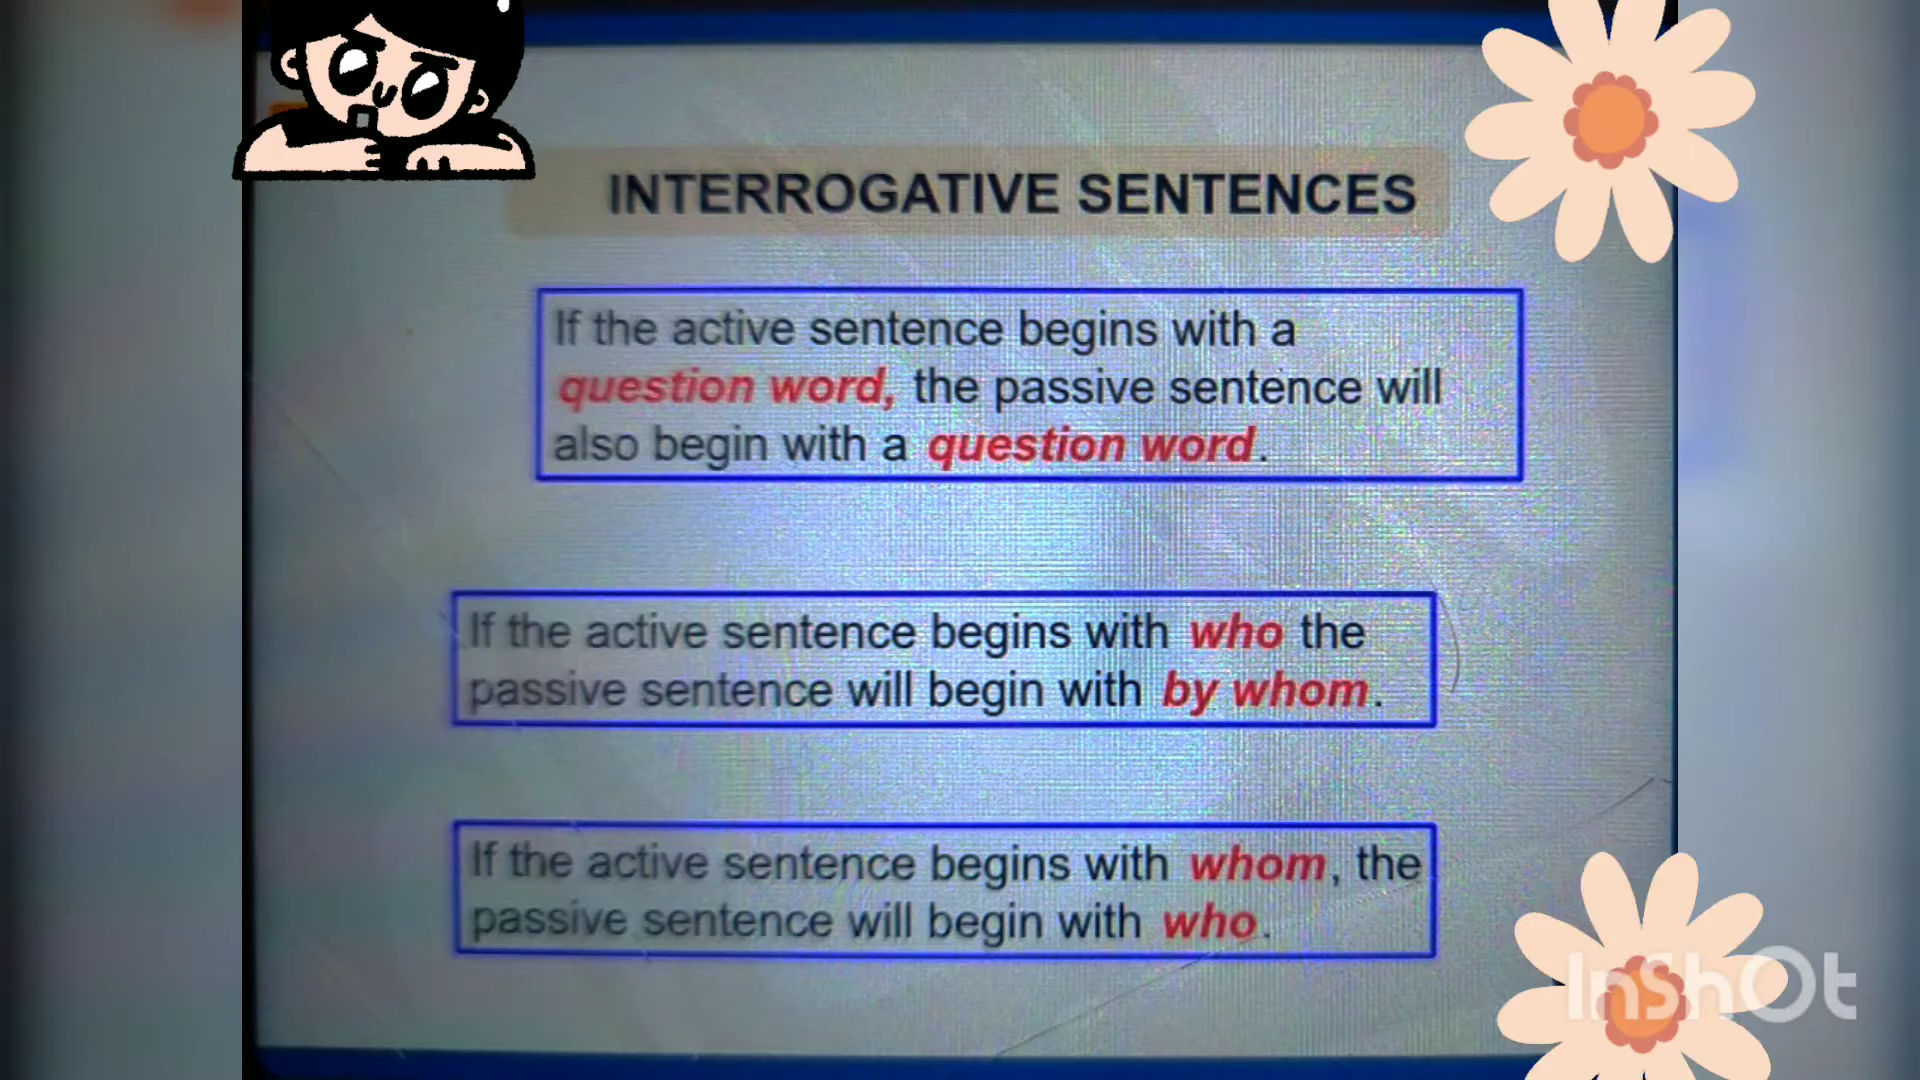 INTERROGATIVE SENTENCES
If the active sentence begins with a
question word, the passive sentence will
also begin with a question word.
If the active sentence begins with who the
passive sentence will begin with by whom.
If the active sentence begins with whom, the
passive sentence will begin with who.
InShOt